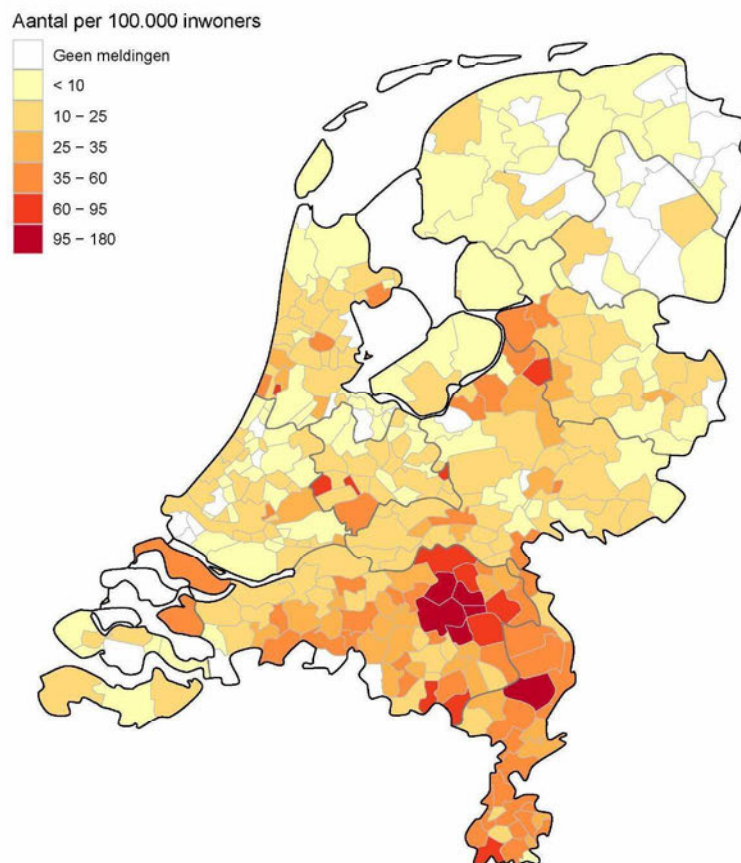 Aantal per 100.000 inwoners
Geen meldingen
< 10
10 – 25
25 – 35
35 – 60
60 – 95
95 – 180